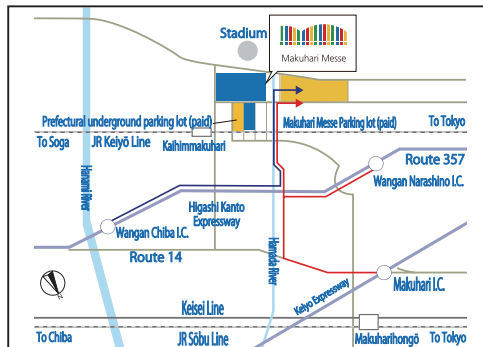 Stadium
Makuhari Messe
Prefectural underground parking lot (paid)
Makuhari Messe Parking lot (paid)
To Tokyo
To Soga
JR Keiyō Line
Kaihimmakuhari
Route 357
Wangan Narashino I.C.
Hanami River
Higashi Kanto
Expressway
Wangan Chiba I.C.
Route 14
Hamada River
Makuhari I.C.
Keiyo Expressway
Keisei Line
Makuharihongō
To Chiba
JR Sōbu Line
To Tokyo
N